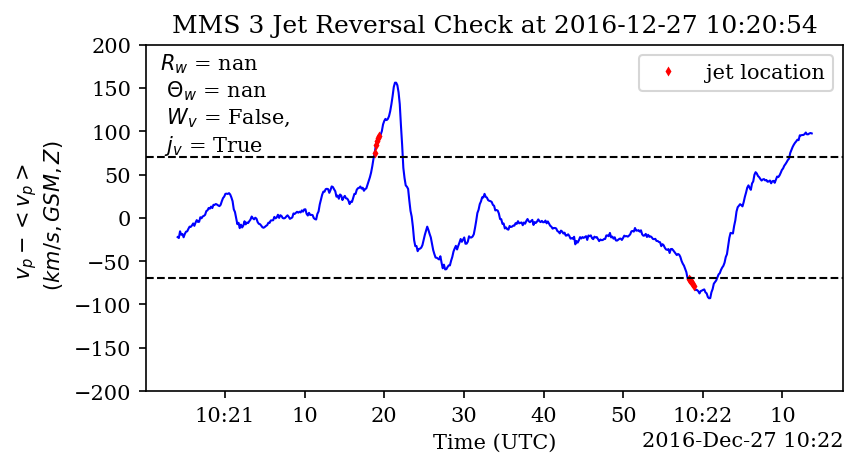 MMS 3 Jet Reversal Check at 2016-12-27 10:20:54
R_w = nan
Θ_w = nan
W_v = False,
j_v = True
jet location
v_p − < v_p >
(km/s, GSM, Z)
200
150
100
50
0
−50
−100
−150
−200
10:21 10 20 30 40 50 10:22 10
Time (UTC)
2016-Dec-27 10:22